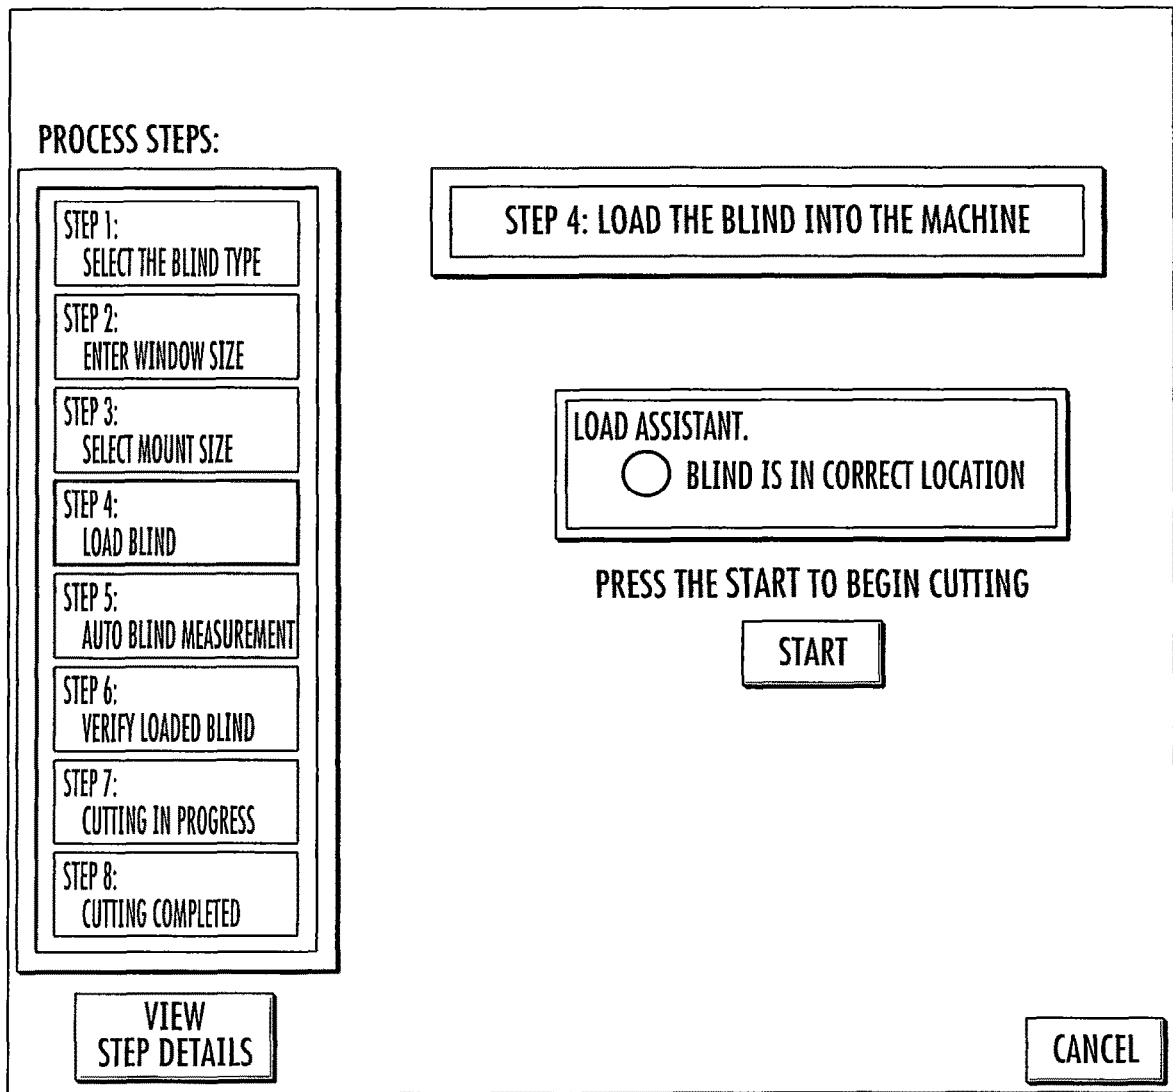 PROCESS STEPS:
STEP 1:
SELECT THE BLIND TYPE
STEP 2:
ENTER WINDOW SIZE
STEP 3:
SELECT MOUNT SIZE
STEP 4:
LOAD BLIND
STEP 5:
AUTO BLIND MEASUREMENT
STEP 6:
VERIFY LOADED BLIND
STEP 7:
CUTTING IN PROGRESS
STEP 8:
CUTTING COMPLETED
VIEW
STEP DETAILS
STEP 4: LOAD THE BLIND INTO THE MACHINE
LOAD ASSISTANT.
BLIND IS IN CORRECT LOCATION
PRESS THE START TO BEGIN CUTTING
START
CANCEL